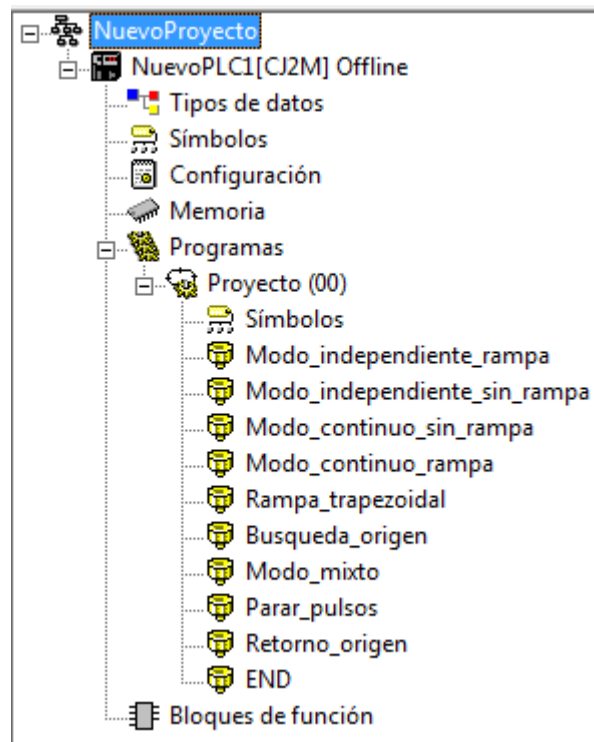 NuevoProyecto
NuevoPLC1[CJ2M] Offline
Tipos de datos
Símbolos
Configuración
Memoria
Programas
Proyecto (00)
Símbolos
Modo_independiente_rampa
Modo_independiente_sin_rampa
Modo_continuo_sin_rampa
Modo_continuo_rampa
Rampa_trapezoidal
Busqueda_origen
Modo_mixto
Parar_pulsos
Retorno_origen
END
Bloques de función